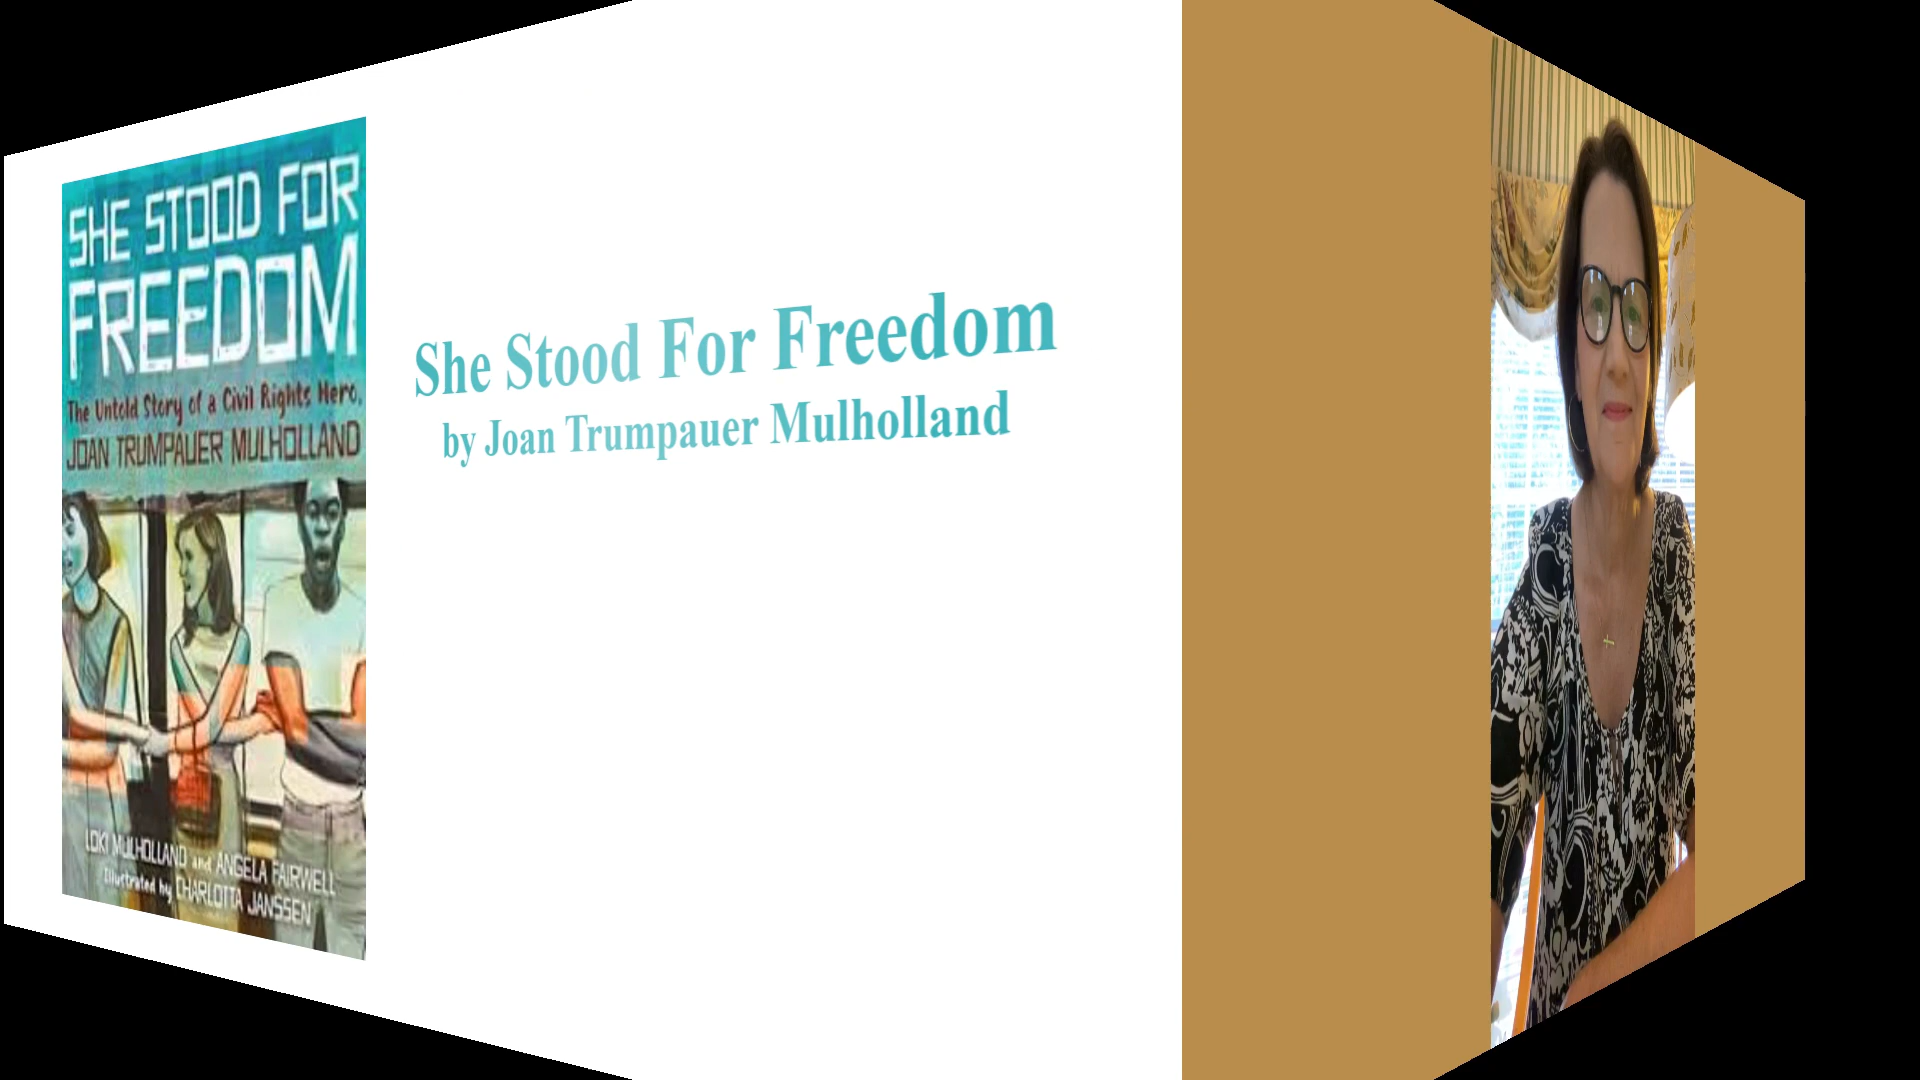 SHE STOOD FOR
FREEDOM
The Untold Story of a Civil Rights Hero,
JOAN TRUMPAUER MULHOLLAND
LOKI MULHOLLAND and ANGELA FAIRWELL
Illustrated by CHARLOTTA JANSSEN
She Stood For Freedom
by Joan Trumpauer Mulholland